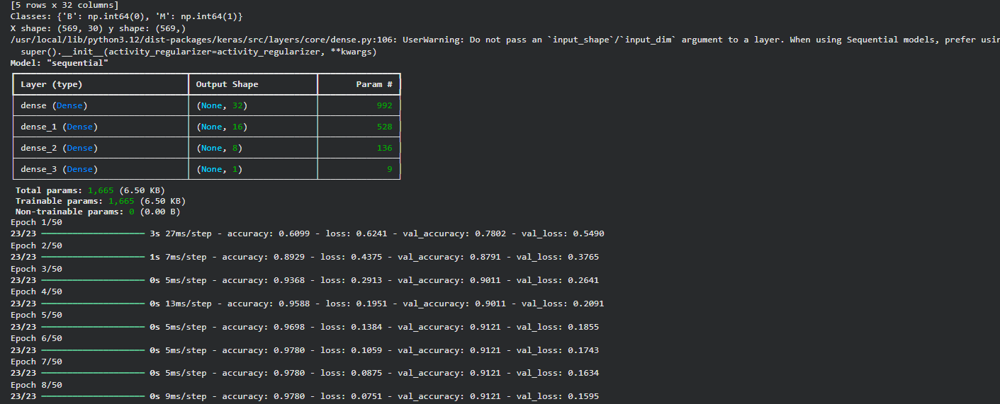 [5 rows x 32 columns]
Classes: {'B': np.int64(0), 'M': np.int64(1)}
X shape: (569, 30) y shape: (569,)
/usr/local/lib/python3.12/dist-packages/keras/src/layers/core/dense.py:106: UserWarning: Do not pass an `input_shape`/`input_dim` argument to a layer. When using Sequential models, prefer usin
super().__init__(activity_regularizer=activity_regularizer, **kwargs)
Model: "sequential"
Layer (type) Output Shape Param #
dense (Dense) (None, 32) 992
dense_1 (Dense) (None, 16) 528
dense_2 (Dense) (None, 8) 136
dense_3 (Dense) (None, 1) 9
Total params: 1,665 (6.50 KB)
Trainable params: 1,665 (6.50 KB)
Non-trainable params: 0 (0.00 B)
Epoch 1/50
23/23 3s 27ms/step - accuracy: 0.6099 - loss: 0.6241 - val_accuracy: 0.7802 - val_loss: 0.5490
Epoch 2/50
23/23 1s 7ms/step - accuracy: 0.8929 - loss: 0.4375 - val_accuracy: 0.8791 - val_loss: 0.3765
Epoch 3/50
23/23 0s 5ms/step - accuracy: 0.9368 - loss: 0.2913 - val_accuracy: 0.9011 - val_loss: 0.2641
Epoch 4/50
23/23 0s 13ms/step - accuracy: 0.9588 - loss: 0.1951 - val_accuracy: 0.9011 - val_loss: 0.2091
Epoch 5/50
23/23 0s 5ms/step - accuracy: 0.9698 - loss: 0.1384 - val_accuracy: 0.9121 - val_loss: 0.1855
Epoch 6/50
23/23 0s 5ms/step - accuracy: 0.9780 - loss: 0.1059 - val_accuracy: 0.9121 - val_loss: 0.1743
Epoch 7/50
23/23 0s 5ms/step - accuracy: 0.9780 - loss: 0.0875 - val_accuracy: 0.9121 - val_loss: 0.1634
Epoch 8/50
23/23 0s 9ms/step - accuracy: 0.9780 - loss: 0.0751 - val_accuracy: 0.9121 - val_loss: 0.1595